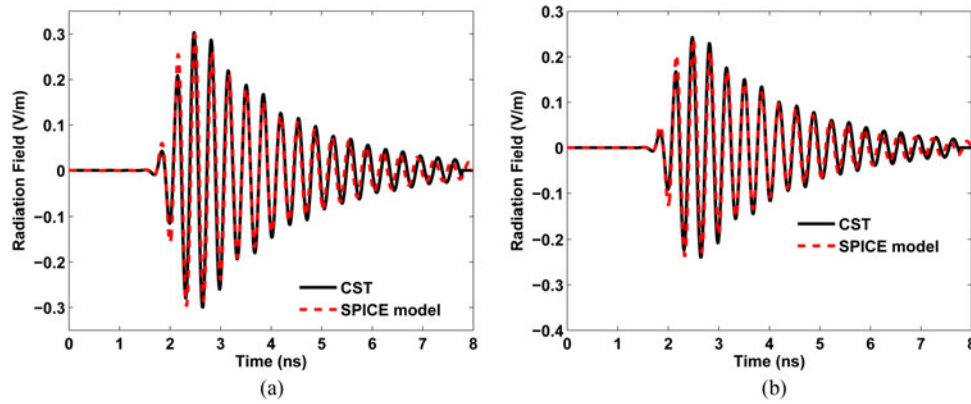 0.3
0.2
0.1
0
−0.1
−0.2
−0.3
Radiation Field (V/m)
CST
SPICE model
0 1 2 3 4 5 6 7 8
Time (ns)
(a)
0.3
0.2
0.1
0
−0.1
−0.2
−0.3
−0.4
Radiation Field (V/m)
CST
SPICE model
0 1 2 3 4 5 6 7 8
Time (ns)
(b)